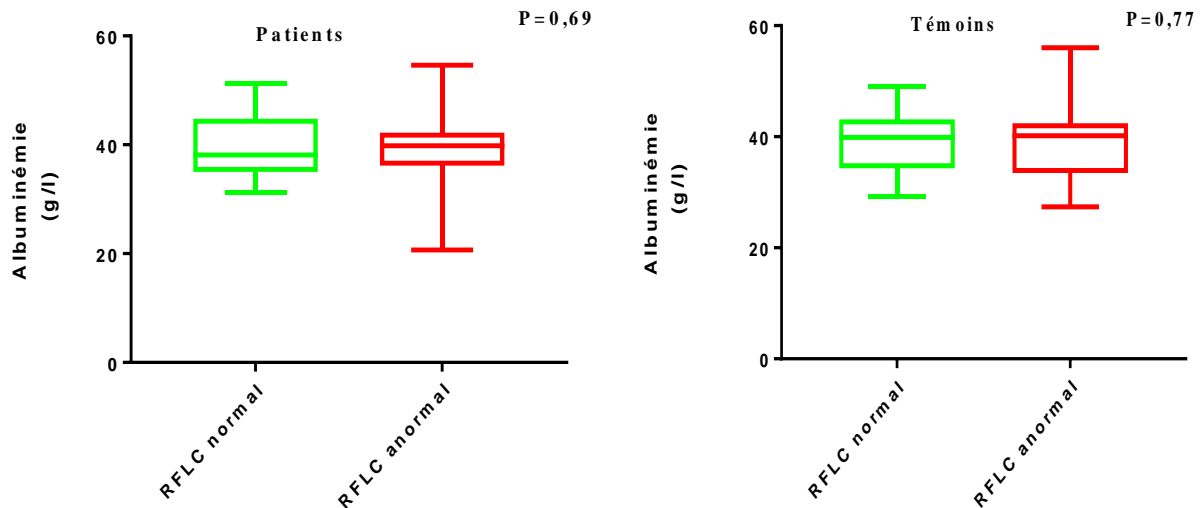 Patients
P=0,69
60
40
20
0
Albuminémie
(g/l)
RFLC normal
RFLC anormal
Témoins
P=0,77
60
40
20
0
Albuminémie
(g/l)
RFLC normal
RFLC anormal